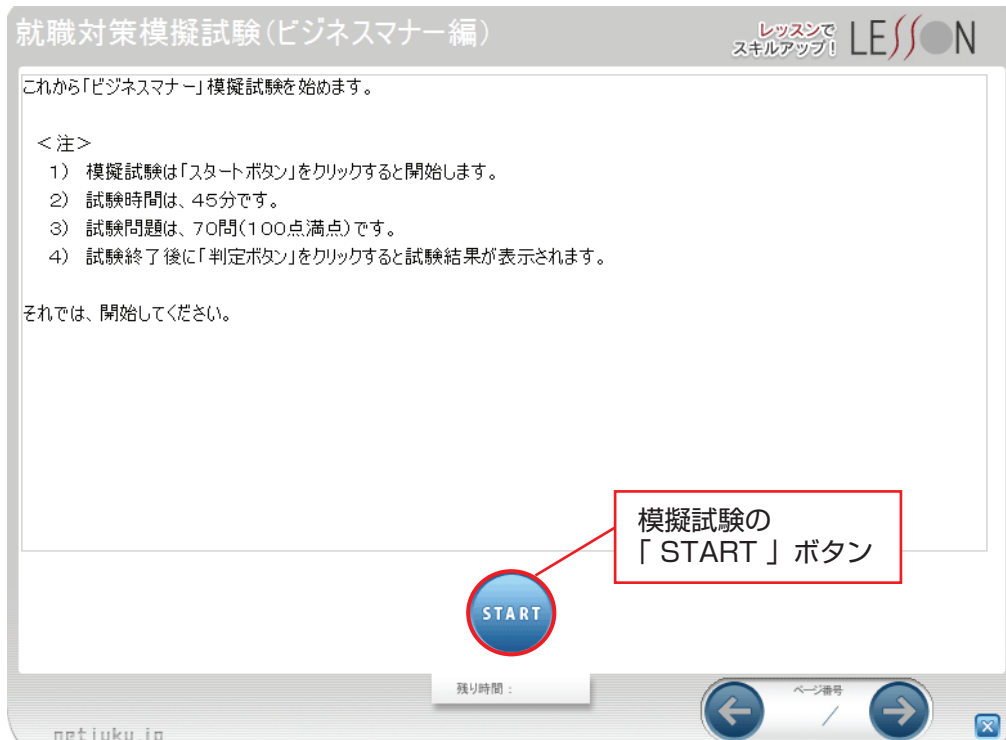 就職対策模擬試験(ビジネスマナー編)
レッスンで
スキルアップ!
LESSON
これから「ビジネスマナー」模擬試験を始めます。
<注>
1) 模擬試験は「スタートボタン」をクリックすると開始します。
2) 試験時間は、45分です。
3) 試験問題は、70問(100点満点)です。
4) 試験終了後に「判定ボタン」をクリックすると試験結果が表示されます。
それでは、開始してください。
模擬試験の
「 START 」ボタン
START
残り時間:
ページ番号
/
netjuku.jp